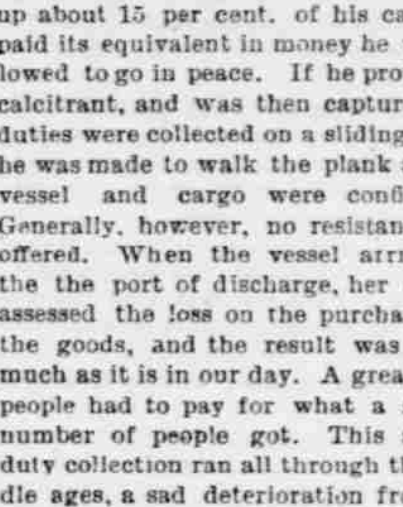 up about 15 per cent. of his ca
paid its equivalent in money he
lowed to go in peace. If he pro
calcitrant, and was then captur
duties were collected on a sliding
he was made to walk the plank
vessel and cargo were confi
Generally, however, no resistan
offered. When the vessel arri
the the port of discharge, her
assessed the loss on the purcha
the goods, and the result was
much as it is in our day. A grea
people had to pay for what a
number of people got. This
duty collection ran all through th
dle ages, a sad deterioration fro